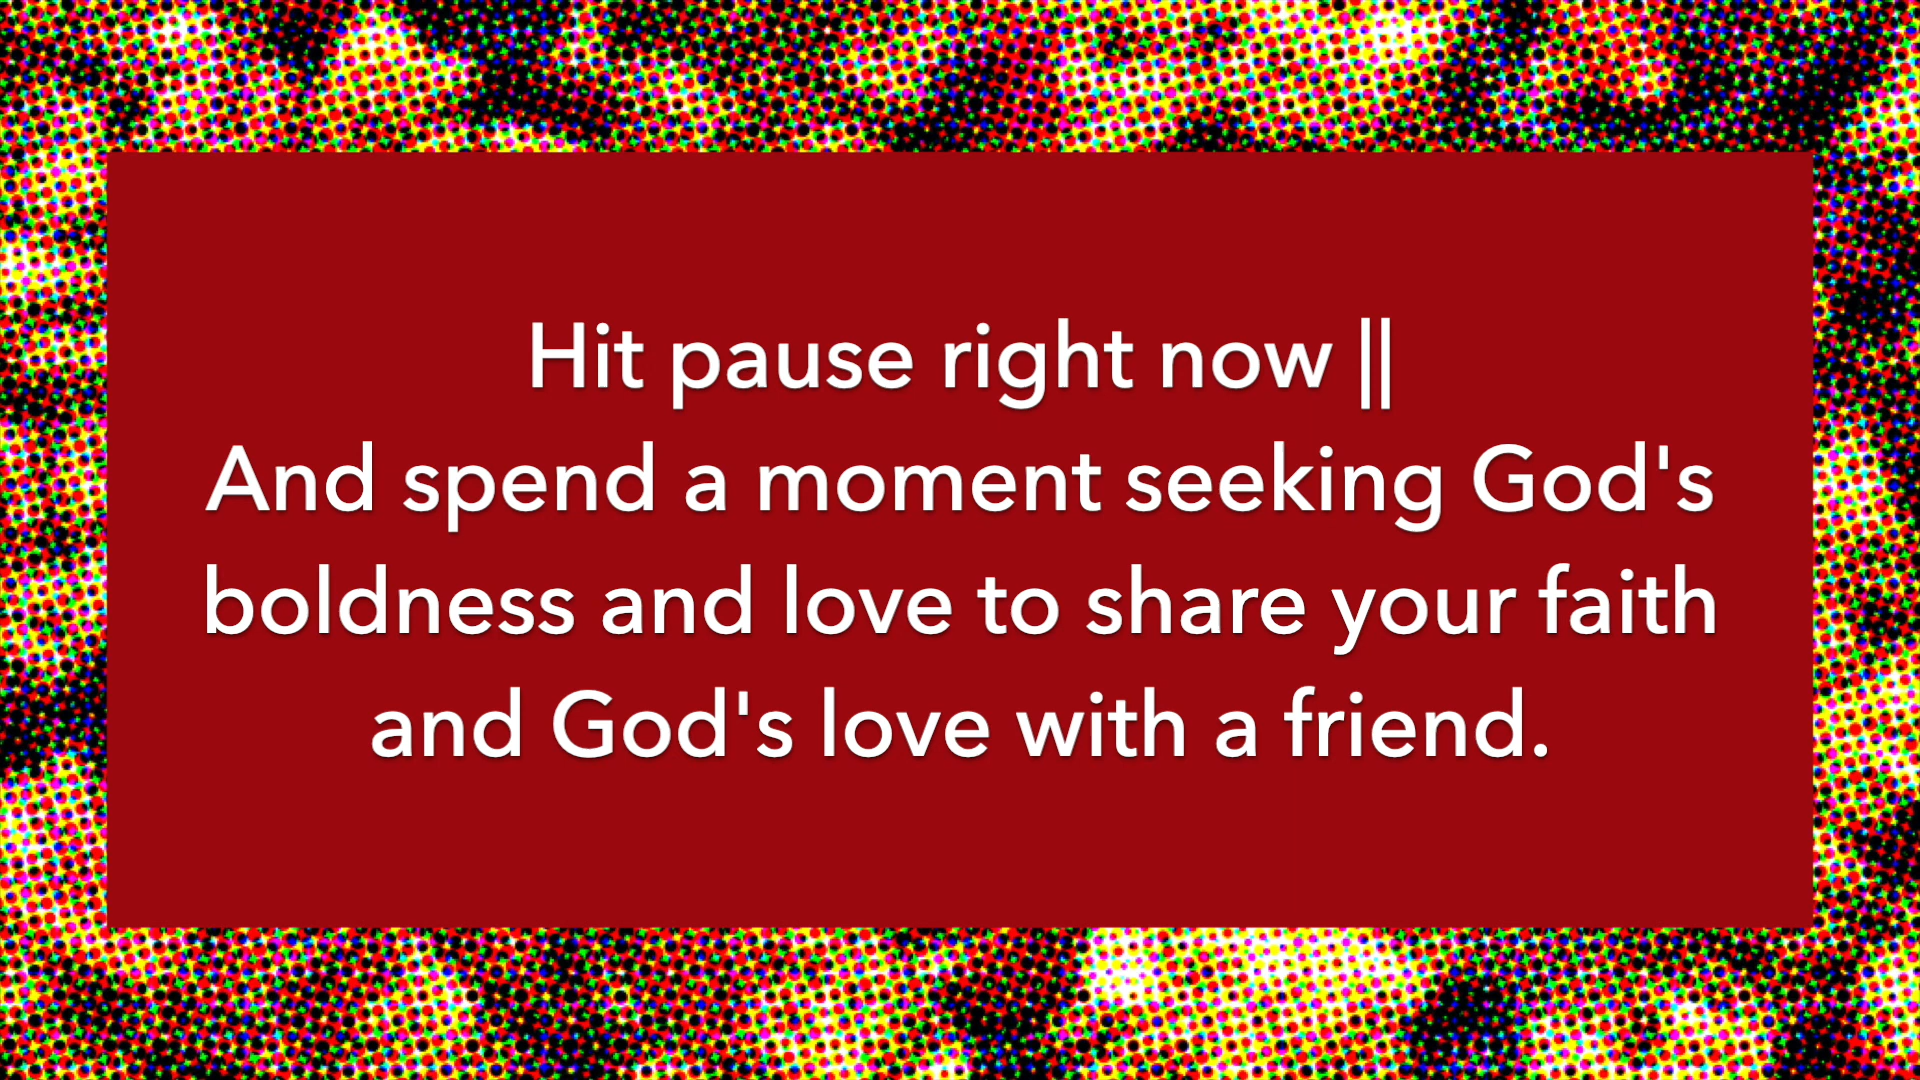 Hit pause right now ||
And spend a moment seeking God's
boldness and love to share your faith
and God's love with a friend.